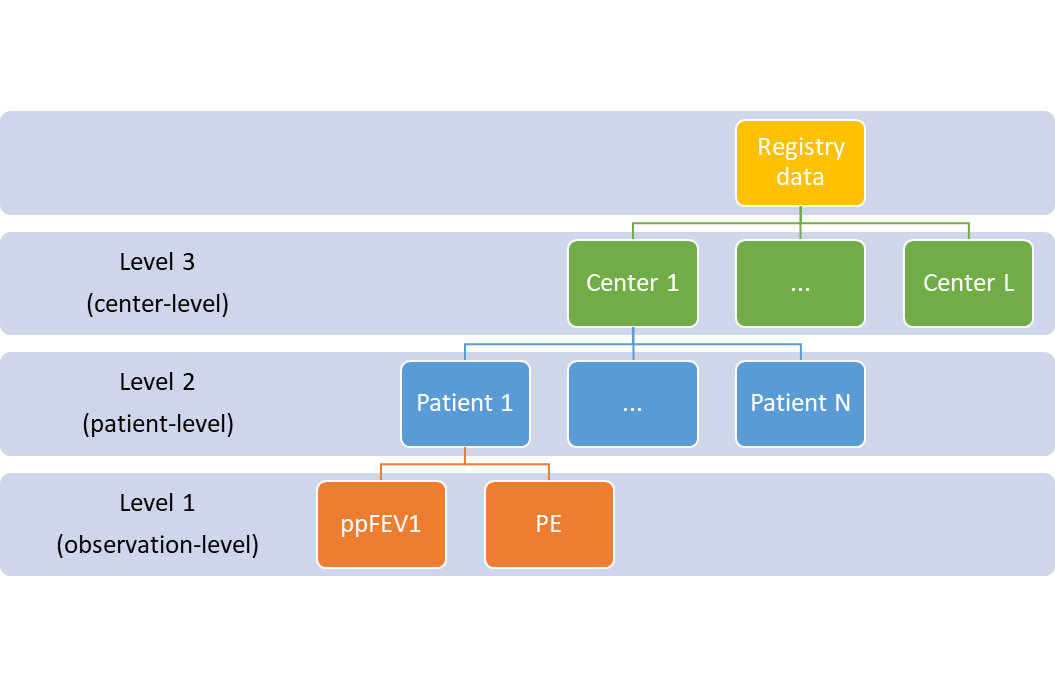 Registry
data
Level 3
(center-level)
Center 1
...
Center L
Level 2
(patient-level)
Patient 1
...
Patient N
Level 1
(observation-level)
ppFEV1
PE